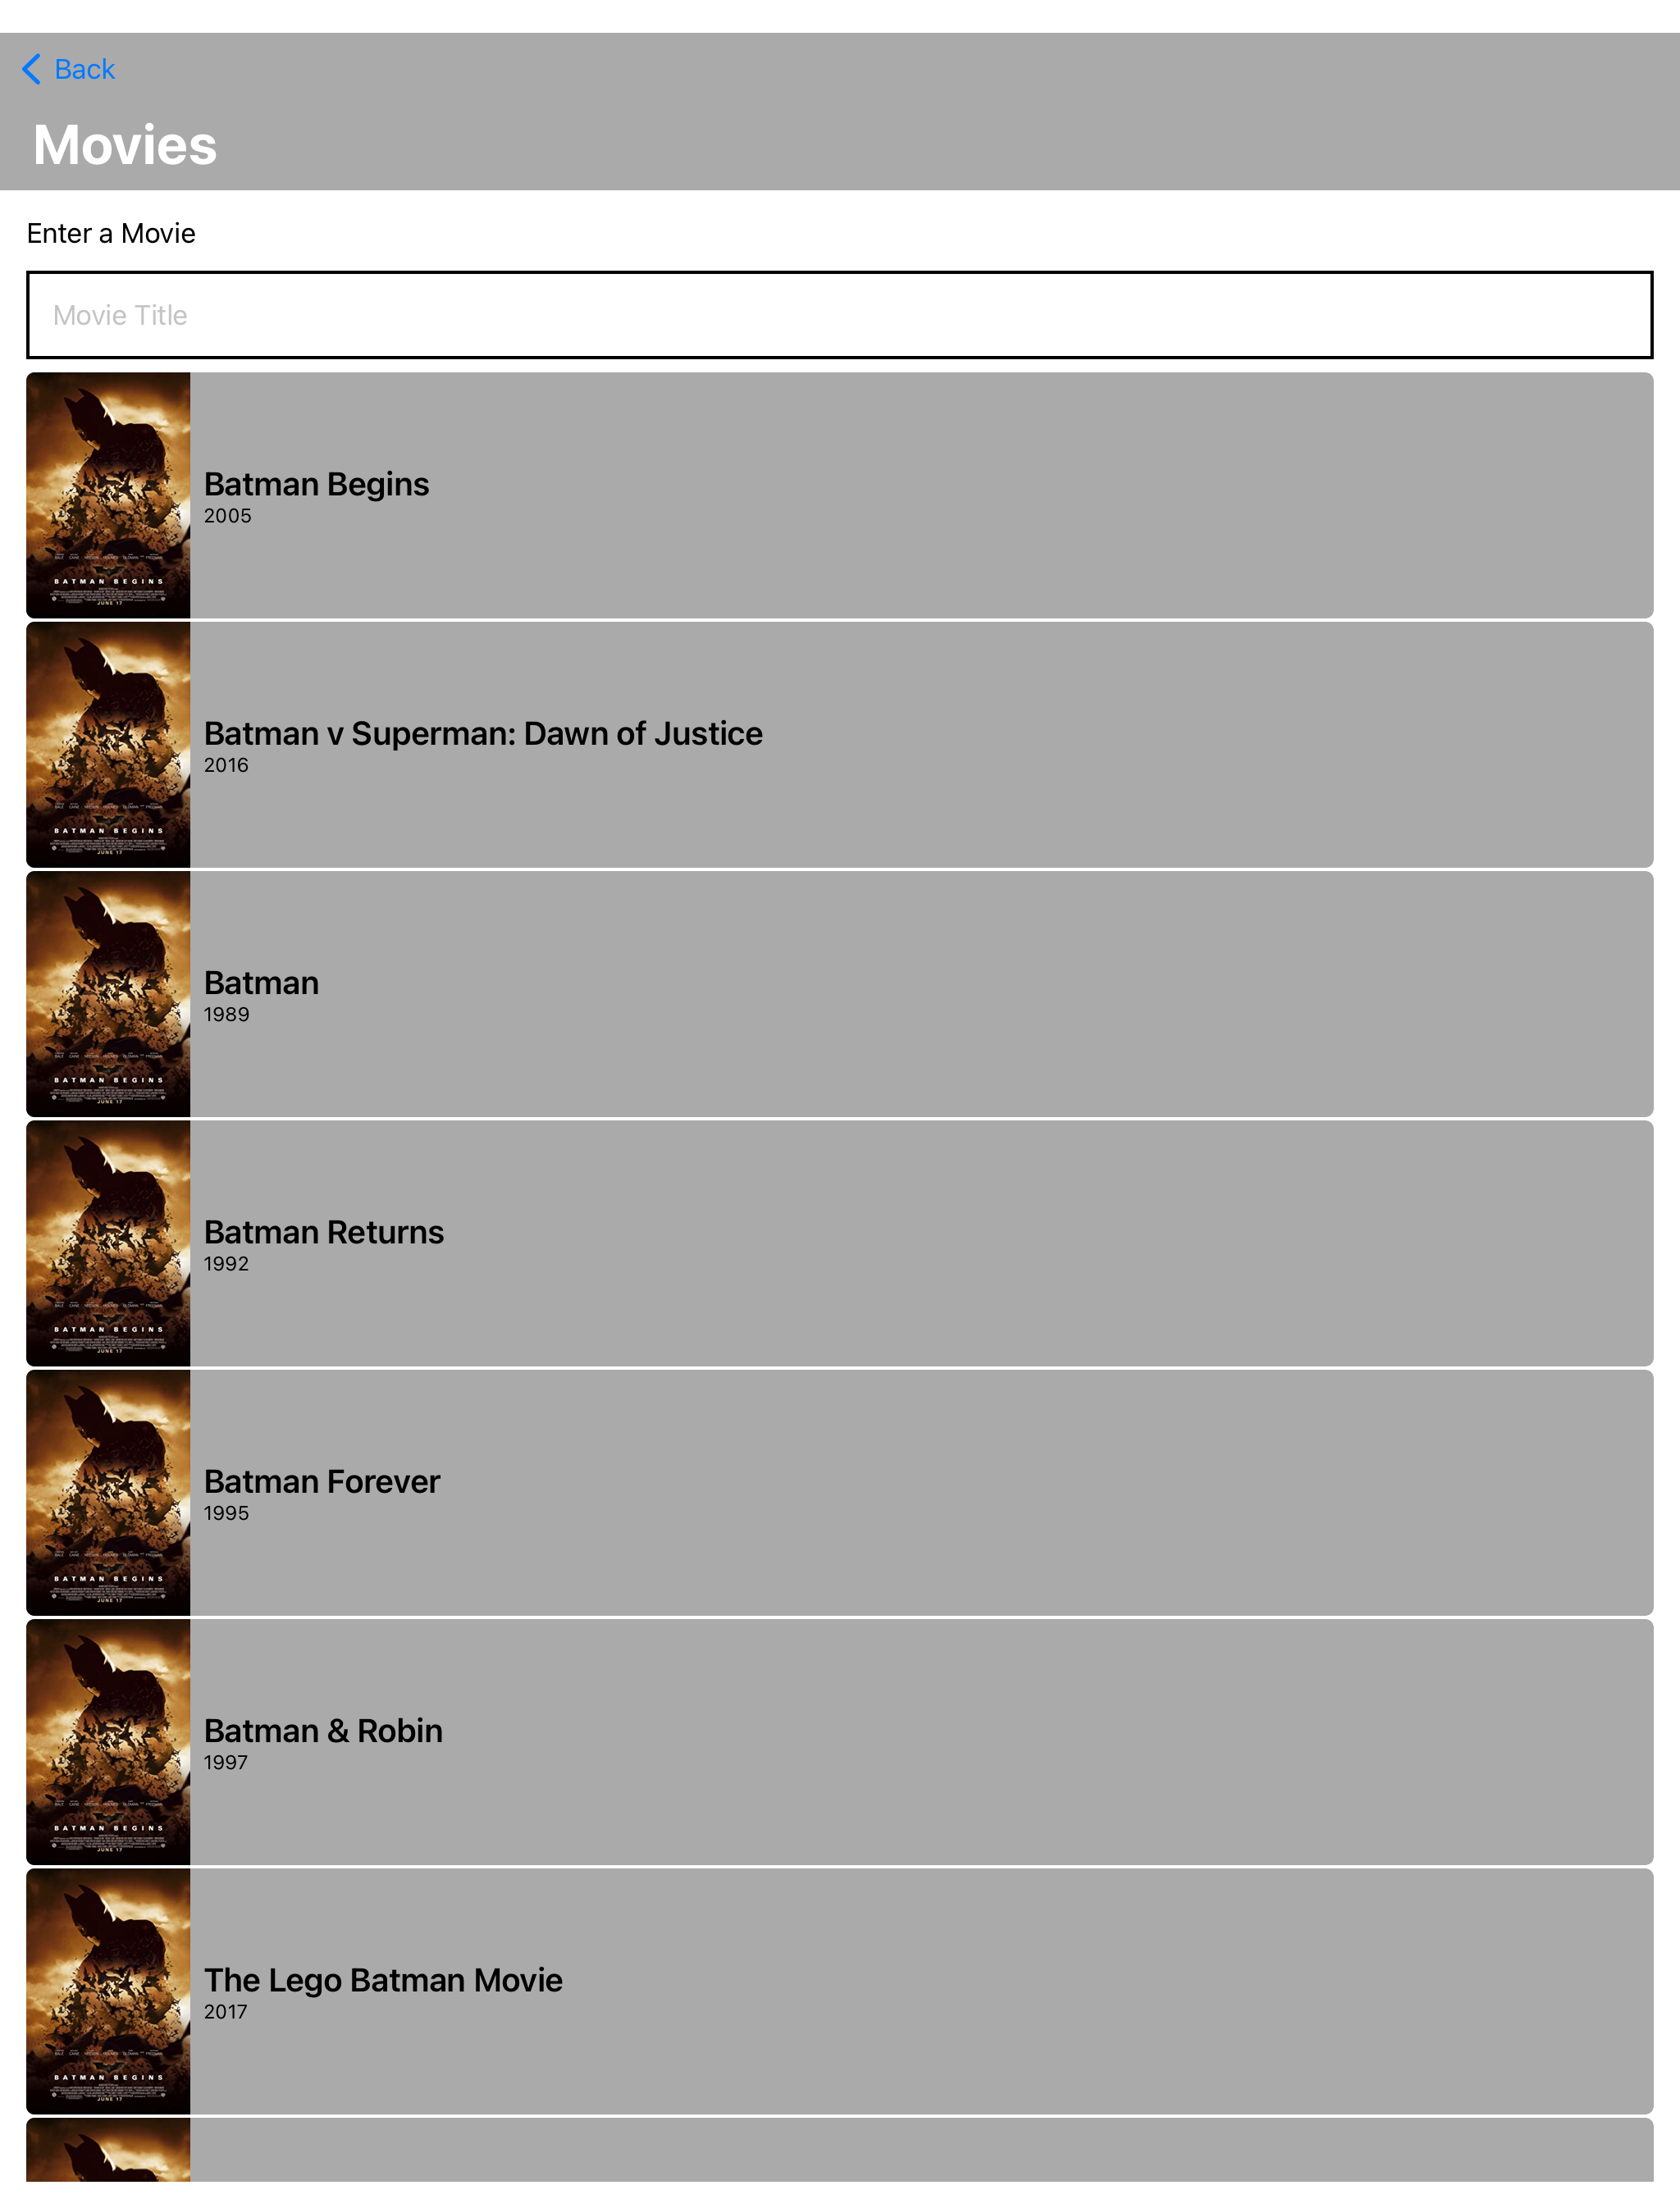 Back
Movies
Enter a Movie
Movie Title
BATMAN BEGINS
JUNE 17
Batman Begins
2005
BATMAN BEGINS
JUNE 17
Batman v Superman: Dawn of Justice
2016
BATMAN BEGINS
JUNE 17
Batman
1989
BATMAN BEGINS
JUNE 17
Batman Returns
1992
BATMAN BEGINS
JUNE 17
Batman Forever
1995
BATMAN BEGINS
JUNE 17
Batman & Robin
1997
BATMAN BEGINS
JUNE 17
The Lego Batman Movie
2017